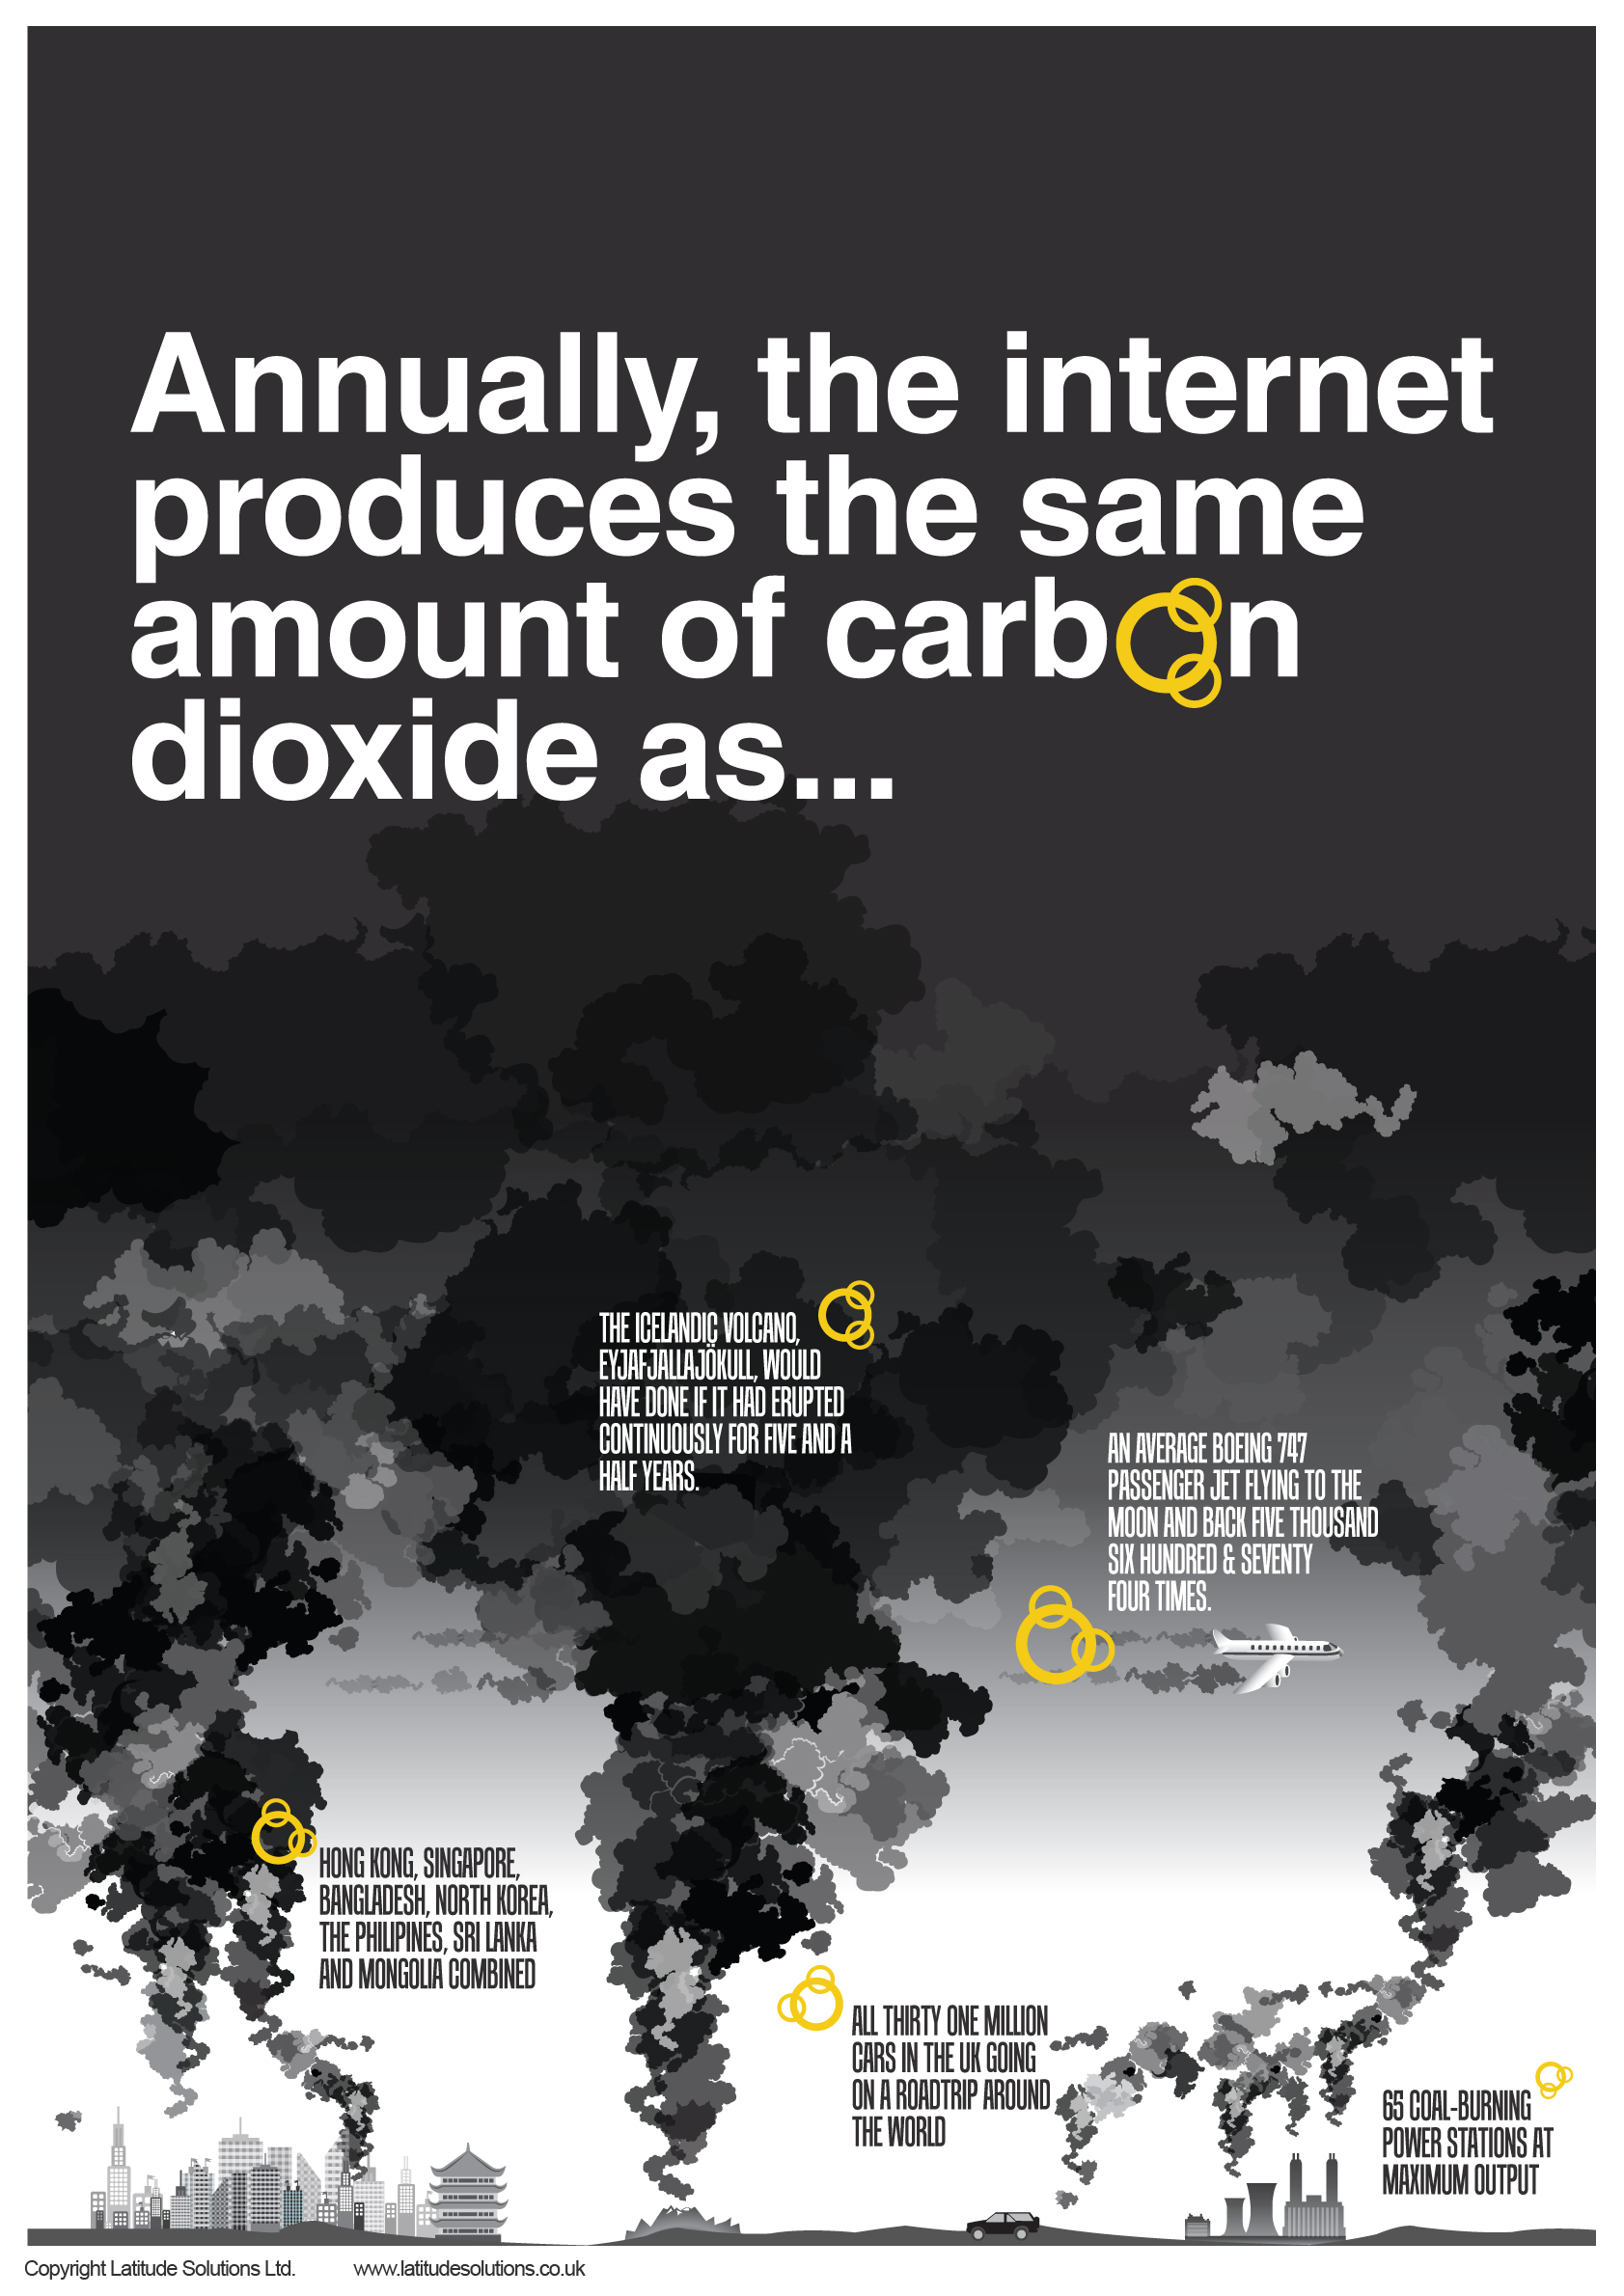 Annually, the internet
produces the same
amount of carbon
dioxide as...
THE ICELANDIC VOLCANO,
EYJAFJALLAJÖKULL, WOULD
HAVE DONE IF IT HAD ERUPTED
CONTINUOUSLY FOR FIVE AND A
HALF YEARS.
AN AVERAGE BOEING 747
PASSENGER JET FLYING TO THE
MOON AND BACK FIVE THOUSAND
SIX HUNDRED & SEVENTY
FOUR TIMES.
HONG KONG, SINGAPORE,
BANGLADESH, NORTH KOREA,
THE PHILIPINES, SRI LANKA
AND MONGOLIA COMBINED
ALL THIRTY ONE MILLION
CARS IN THE UK GOING
ON A ROADTRIP AROUND
THE WORLD
65 COAL-BURNING
POWER STATIONS AT
MAXIMUM OUTPUT
Copyright Latitude Solutions Ltd. www.latitudesolutions.co.uk